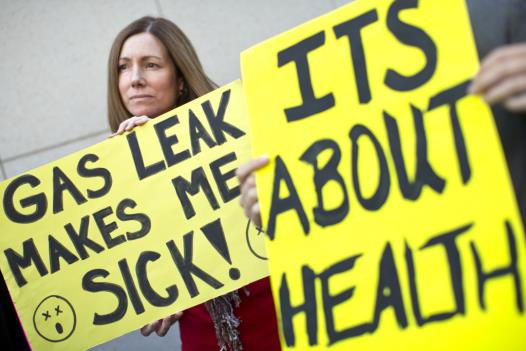 GAS LEAK
MAKES ME
SICK!
ITS
ABOUT
HEALTH